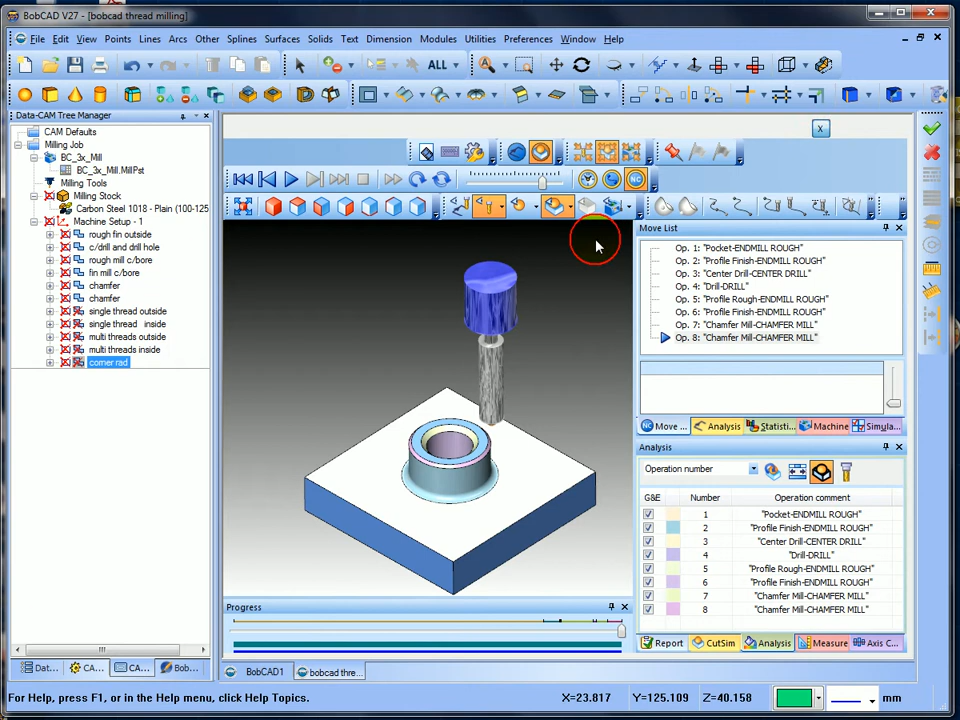 BobCAD V27 - [bobcad thread milling]
File Edit View Points Lines Arcs Other Splines Surfaces Solids Text Dimension Modules Utilities Preferences Window Help
ALL
Data-CAM Tree Manager
CAM Defaults
Milling Job
BC_3x_Mill
BC_3x_Mill.MillPst
Milling Tools
Milling Stock
Carbon Steel 1018 - Plain (100-125
Machine Setup - 1
rough fin outside
c/drill and drill hole
rough mill c/bore
fin mill c/bore
chamfer
chamfer
single thread outside
single thread inside
multi threads outside
multi threads inside
corner rad
X
NC
Move List
Op. 1: "Pocket-ENDMILL ROUGH"
Op. 2: "Profile Finish-ENDMILL ROUGH"
Op. 3: "Center Drill-CENTER DRILL"
Op. 4: "Drill-DRILL"
Op. 5: "Profile Rough-ENDMILL ROUGH"
Op. 6: "Profile Finish-ENDMILL ROUGH"
Op. 7: "Chamfer Mill-CHAMFER MILL"
Op. 8: "Chamfer Mill-CHAMFER MILL"
NC Move ... Analysis Statisti... Machine Simula...
Analysis
Operation number
G&E Number Operation comment
1 "Pocket-ENDMILL ROUGH"
2 "Profile Finish-ENDMILL ROUGH"
3 "Center Drill-CENTER DRILL"
4 "Drill-DRILL"
5 "Profile Rough-ENDMILL ROUGH"
6 "Profile Finish-ENDMILL ROUGH"
7 "Chamfer Mill-CHAMFER MILL"
8 "Chamfer Mill-CHAMFER MILL"
Report CutSim Analysis Measure Axis C...
Progress
Dat... CA... CA... Bob...
BobCAD1 bobcad thre...
For Help, press F1, or in the Help menu, click Help Topics.
X=23.817 Y=125.109 Z=40.158 mm